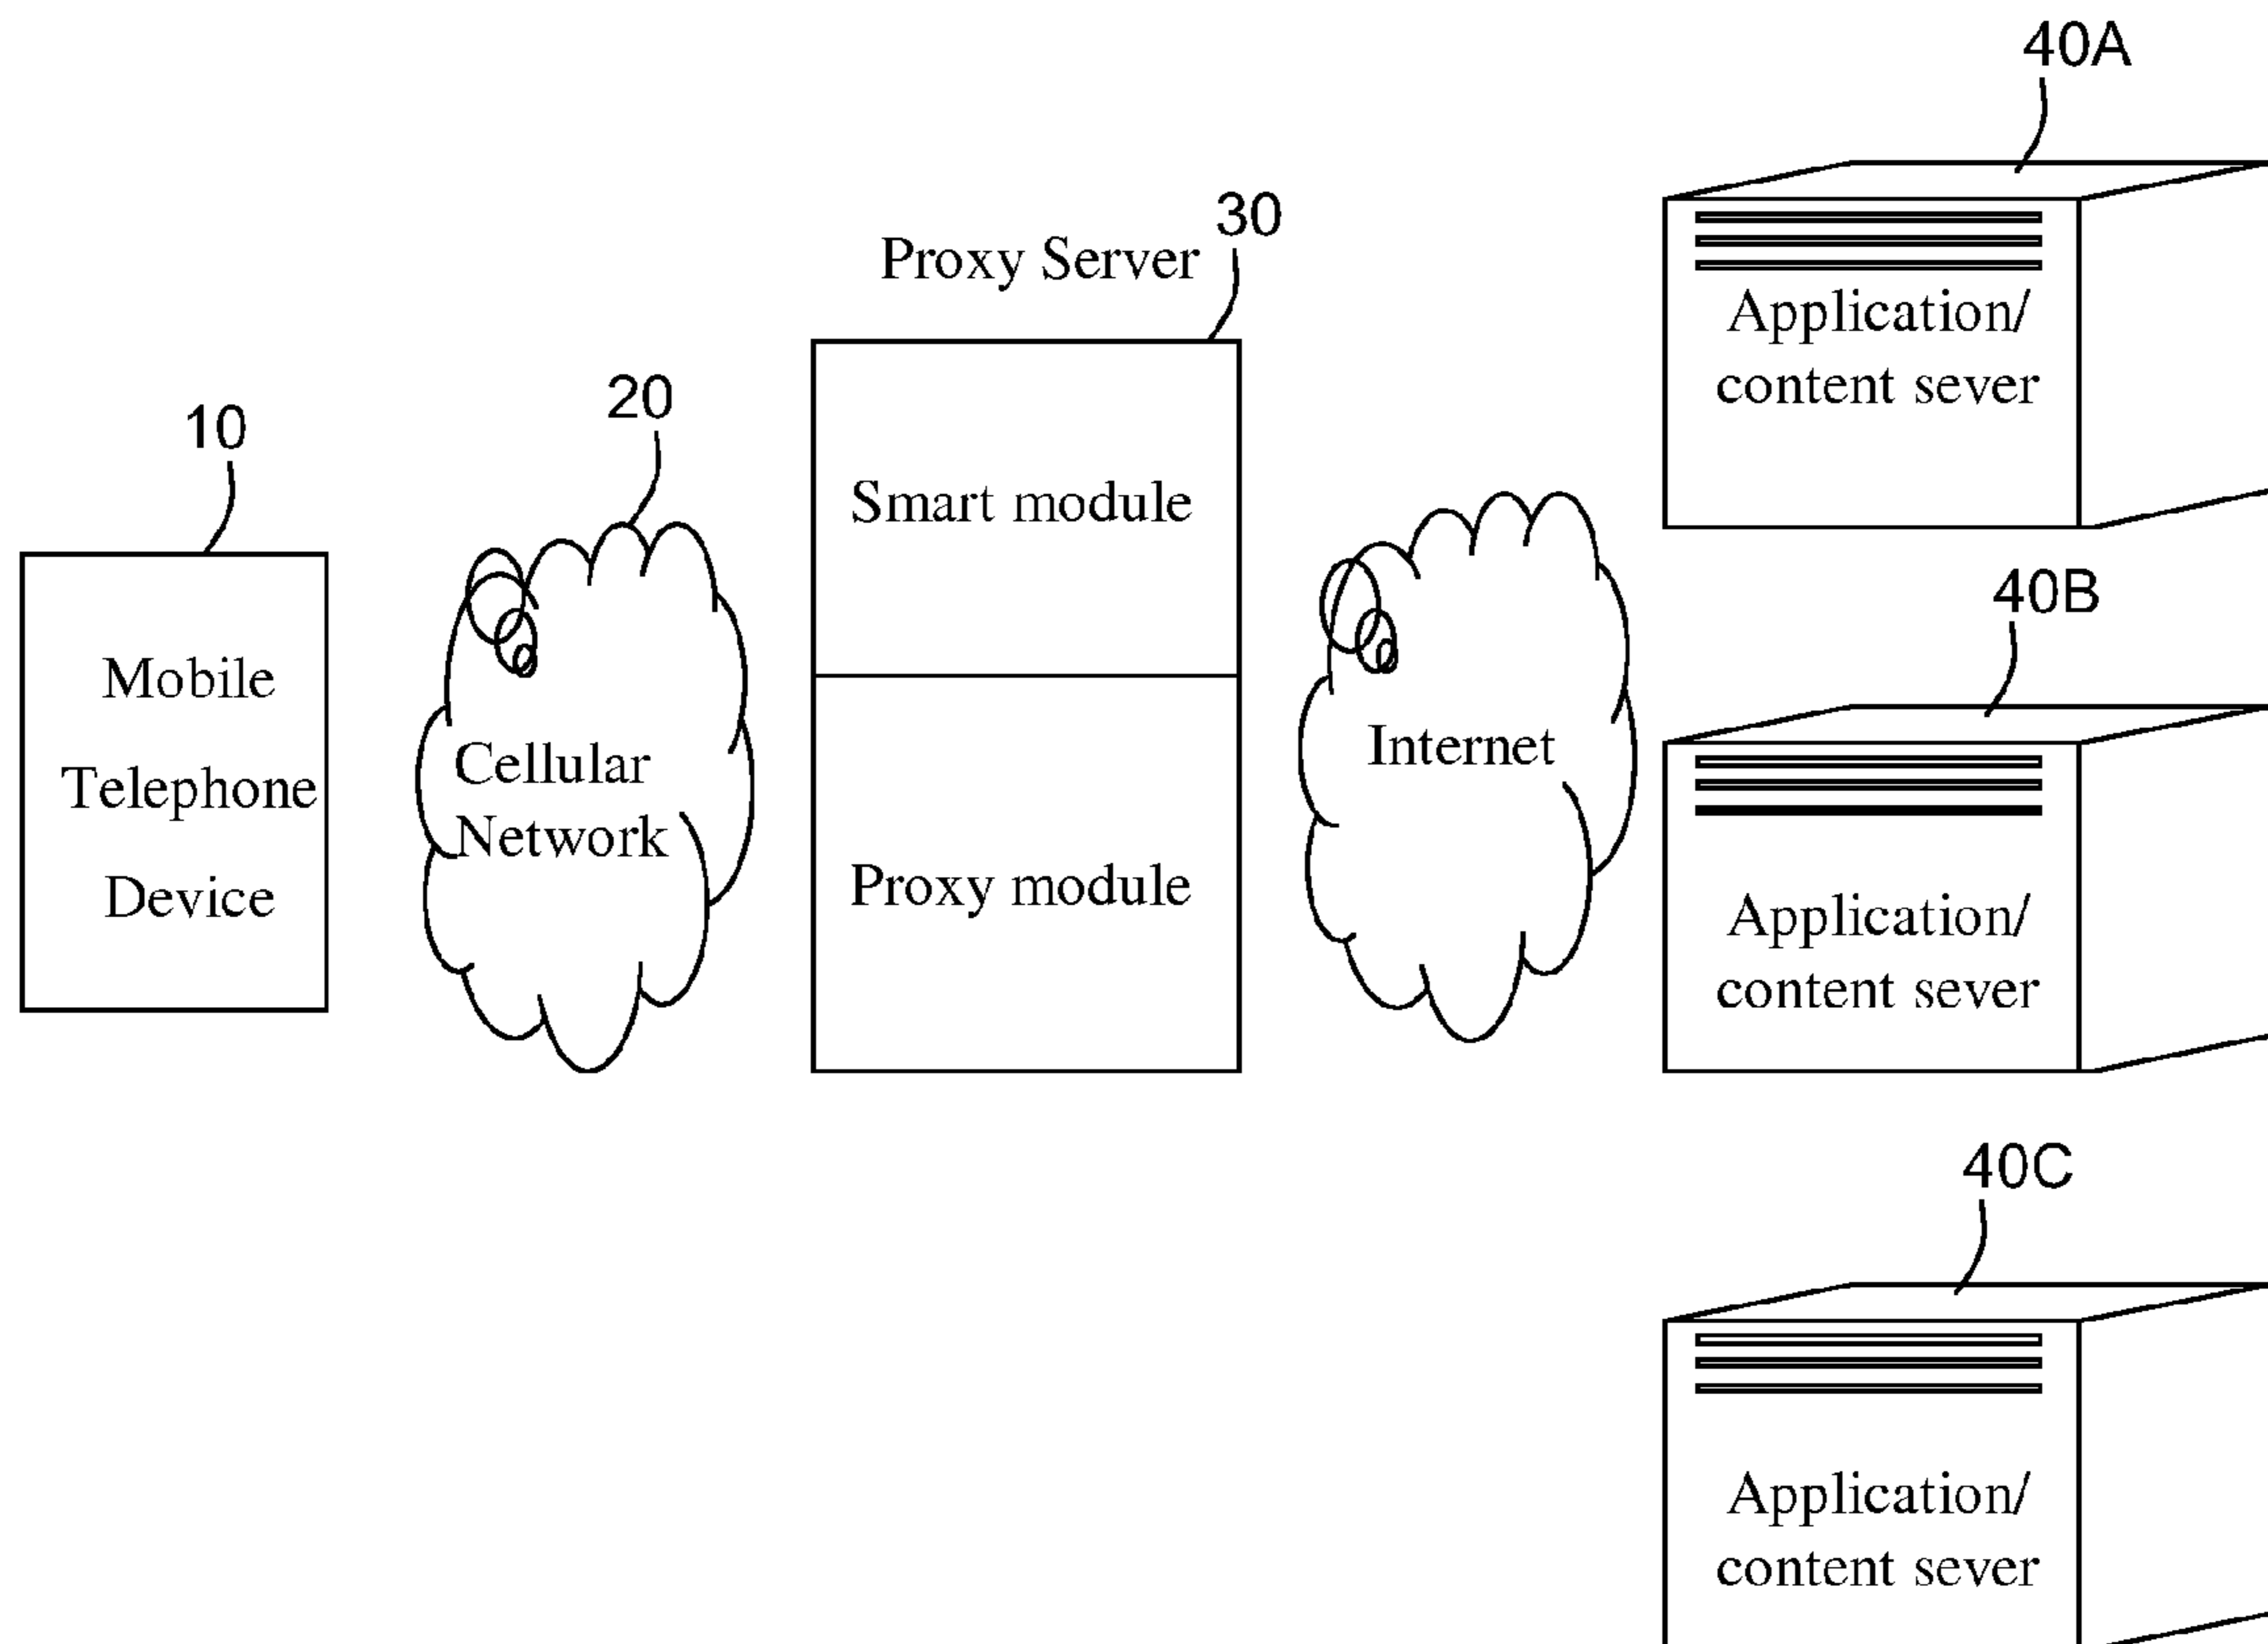 40A
30
Proxy Server
Application/
content sever
20
10
Smart module
40B
Mobile
Telephone
Device
Cellular
Network
Internet
Proxy module
Application/
content sever
40C
Application/
content sever